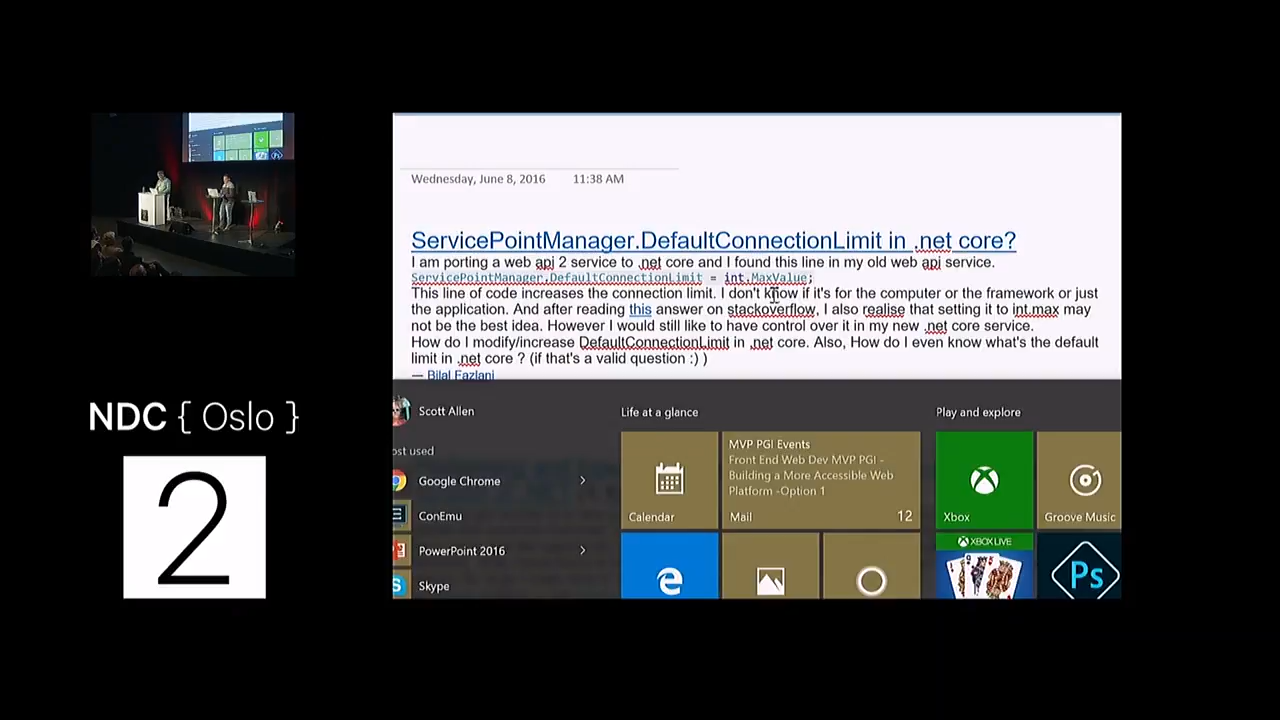 Wednesday, June 8, 2016 11:38 AM
ServicePointManager.DefaultConnectionLimit in .net core?
I am porting a web api 2 service to .net core and I found this line in my old web api service.
ServicePointManager.DefaultConnectionLimit = int.MaxValue;
This line of code increases the connection limit. I don't know if it's for the computer or the framework or just
the application. And after reading this answer on stackoverflow, I also realise that setting it to int.max may
not be the best idea. However I would still like to have control over it in my new .net core service.
How do I modify/increase DefaultConnectionLimit in .net core. Also, How do I even know what's the default
limit in .net core ? (if that's a valid question :) )
— Bilal Fazlani
NDC { Oslo }
2
Scott Allen
ost used
Google Chrome
ConEmu
PowerPoint 2016
Skype
Life at a glance
Calendar
MVP PGI Events
Front End Web Dev MVP PGI -
Building a More Accessible Web
Platform -Option 1
Mail 12
Play and explore
Xbox
Groove Music
XBOX LIVE
Ps